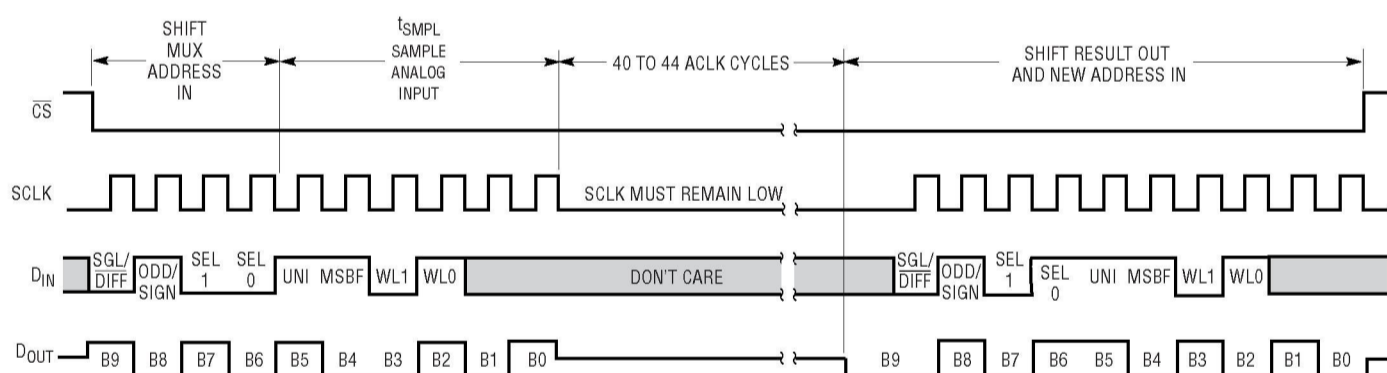 SHIFT
MUX
ADDRESS
IN
tSMPL
SAMPLE
ANALOG
INPUT
40 TO 44 ACLK CYCLES
SHIFT RESULT OUT
AND NEW ADDRESS IN
CS
SCLK
SCLK MUST REMAIN LOW
DIN
SGL/
DIFF
ODD/
SIGN
SEL
1
SEL
0
UNI
MSBF
WL1
WL0
DON'T CARE
SGL/
DIFF
ODD/
SIGN
SEL
1
SEL
0
UNI
MSBF
WL1
WL0
DOUT
B9 B8 B7 B6 B5 B4 B3 B2 B1 B0
B9 B8 B7 B6 B5 B4 B3 B2 B1 B0